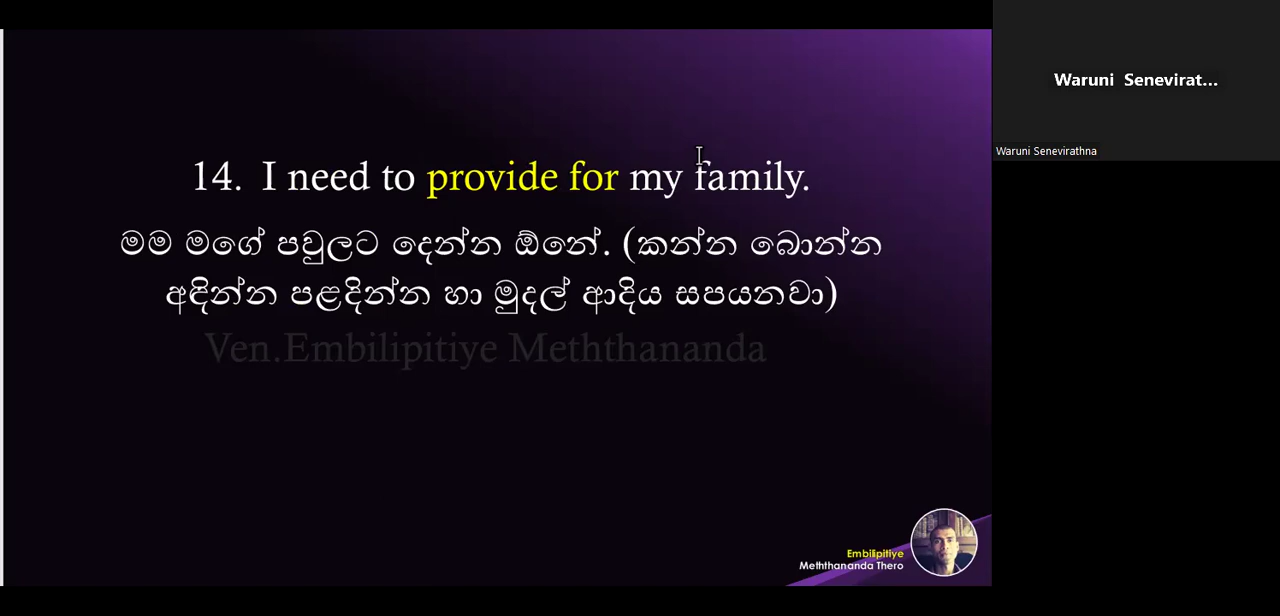 14. I need to provide for my family.
මම මගේ පවුලට දෙන්න ඕනේ. (කන්න බොන්න
අඳින්න පළඳින්න හා මුදල් ආදිය සපයනවා)
Ven.Embilipitiye Meththananda
Embilipitiye
Meththananda Thero
Waruni Senevirat...
Waruni Senevirathna